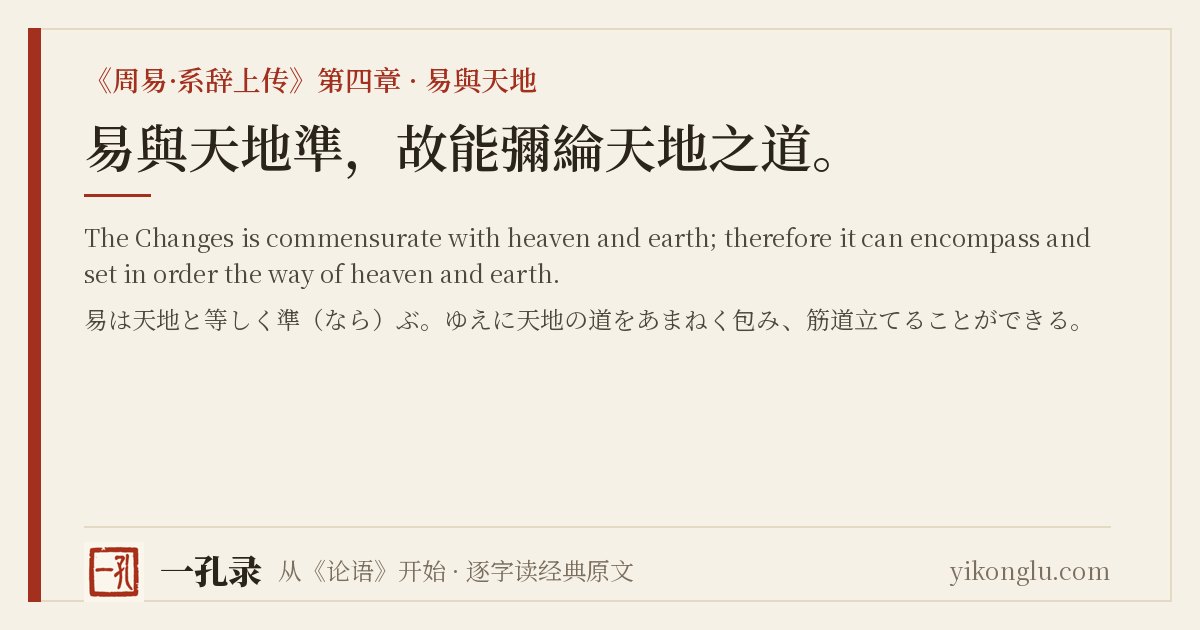 《周易·系辞上传》第四章 · 易與天地
易與天地準，故能彌綸天地之道。
The Changes is commensurate with heaven and earth; therefore it can encompass and
set in order the way of heaven and earth.
易は天地と等しく準（なら）ぶ。ゆえに天地の道をあまねく包み、筋道立てることができる。
一孔
一孔录 从《论语》开始 · 逐字读经典原文 yikonglu.com